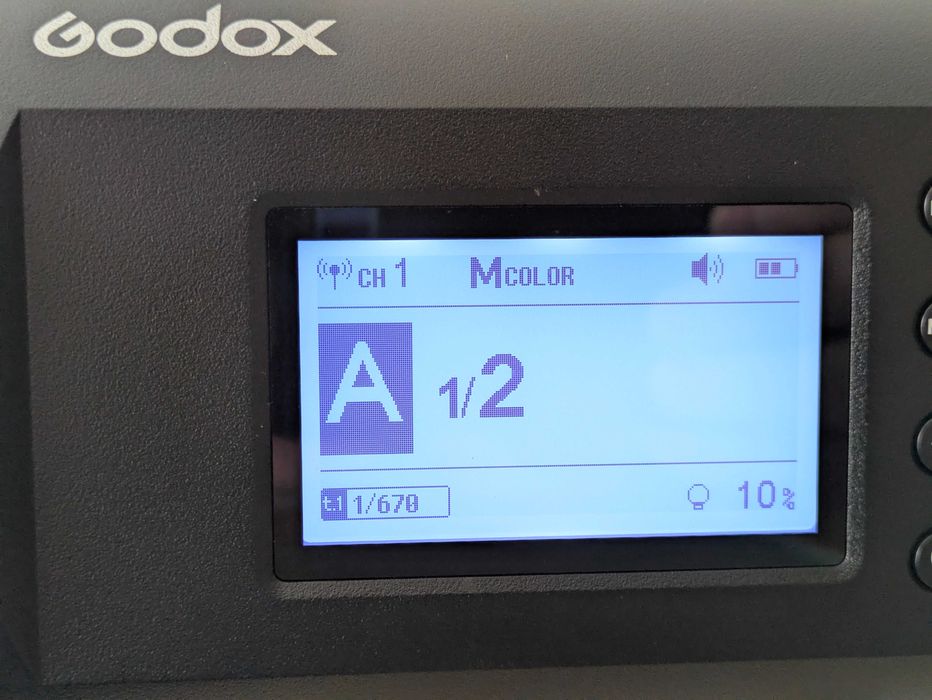 Godox
CH 1 MCOLOR
A 1/2
t.1 1/670 10%